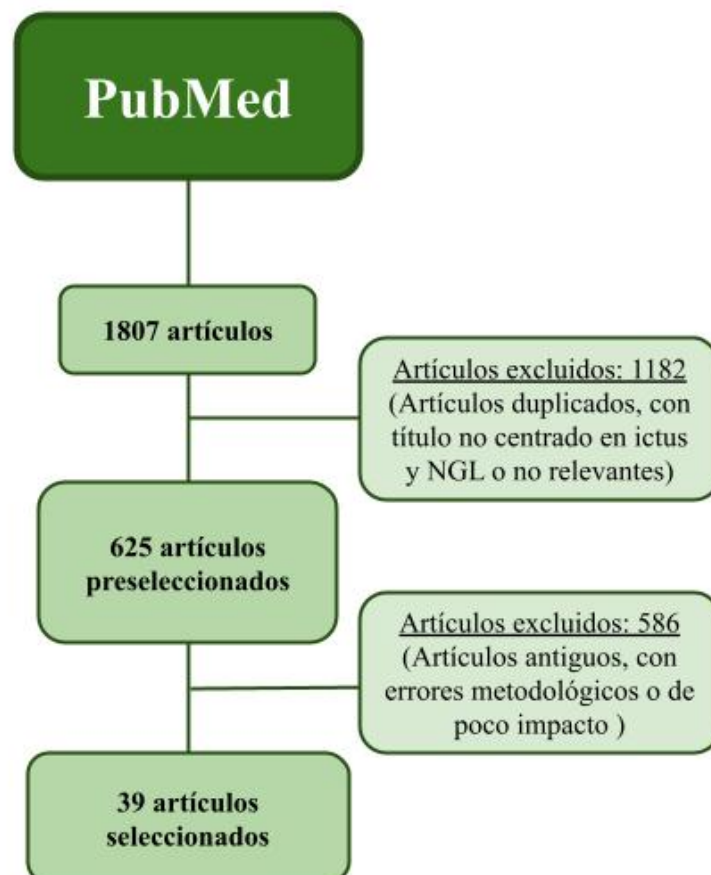 PubMed
1807 artículos
Artículos excluidos: 1182
(Artículos duplicados, con
título no centrado en ictus
y NGL o no relevantes)
625 artículos
preseleccionados
Artículos excluidos: 586
(Artículos antiguos, con
errores metodológicos o de
poco impacto )
39 artículos
seleccionados